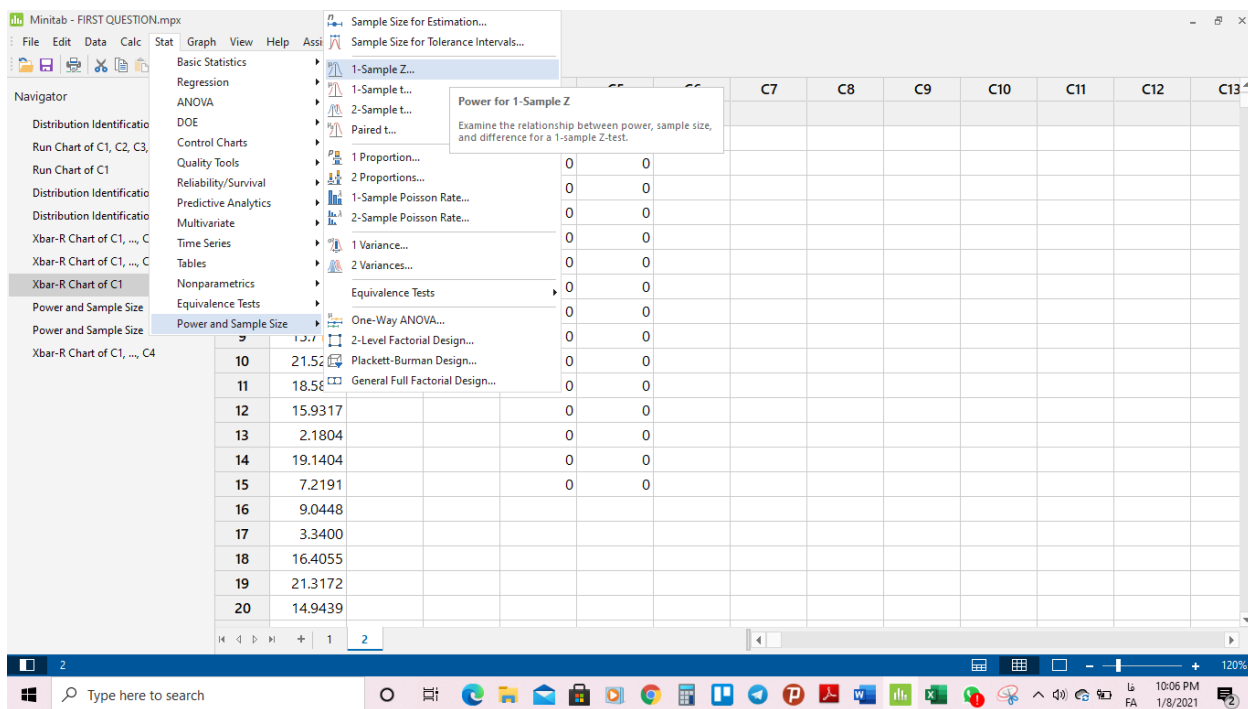 Minitab - FIRST QUESTION.mpx
File Edit Data Calc Stat Graph View Help Assi
Navigator
Distribution Identificatio
Run Chart of C1, C2, C3,
Run Chart of C1
Distribution Identificatio
Distribution Identificatio
Xbar-R Chart of C1, ..., C
Xbar-R Chart of C1, ..., C
Xbar-R Chart of C1
Power and Sample Size
Power and Sample Size
Xbar-R Chart of C1, ..., C4
Basic Statistics
Regression
ANOVA
DOE
Control Charts
Quality Tools
Reliability/Survival
Predictive Analytics
Multivariate
Time Series
Tables
Nonparametrics
Equivalence Tests
Power and Sample Size
Sample Size for Estimation...
Sample Size for Tolerance Intervals...
1-Sample Z...
1-Sample t...
2-Sample t...
Paired t...
1 Proportion...
2 Proportions...
1-Sample Poisson Rate...
2-Sample Poisson Rate...
1 Variance...
2 Variances...
Equivalence Tests
One-Way ANOVA...
2-Level Factorial Design...
Plackett-Burman Design...
General Full Factorial Design...
Power for 1-Sample Z
Examine the relationship between power, sample size,
and difference for a 1-sample Z-test.
C7 C8 C9 C10 C11 C12 C13
0 0
0 0
0 0
0 0
0 0
0 0
0 0
9 0 0
10 21.52 0 0
11 18.58 0 0
12 15.9317 0 0
13 2.1804 0 0
14 19.1404 0 0
15 7.2191 0 0
16 9.0448
17 3.3400
18 16.4055
19 21.3172
20 14.9439
+ 1 2
2
- + 120%
Type here to search
فا
FA
10:06 PM
1/8/2021
2